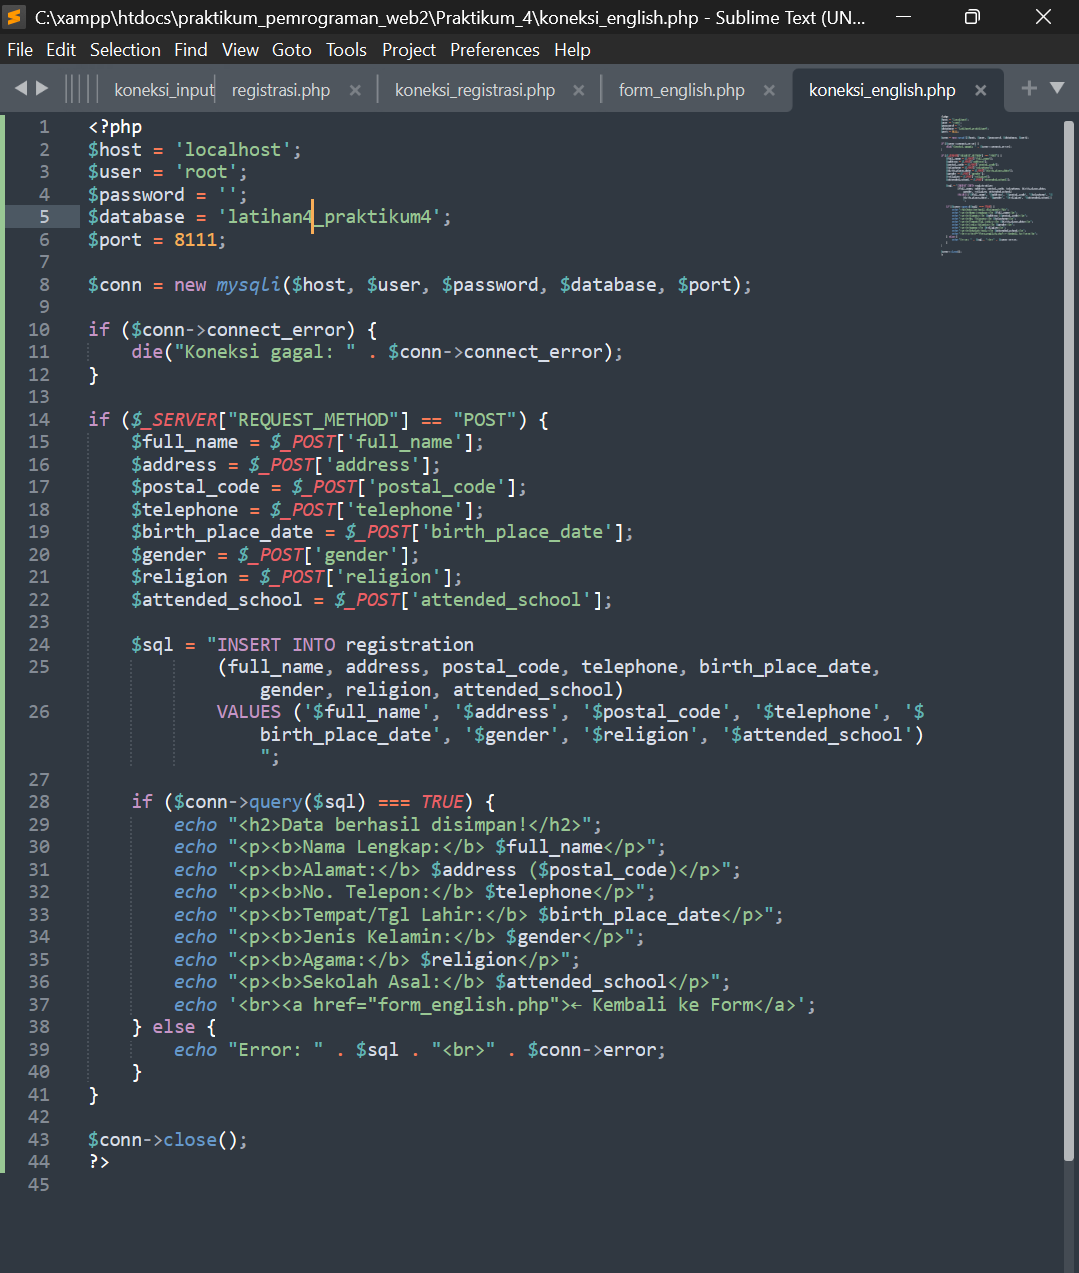 C:\xampp\htdocs\praktikum_pemrograman_web2\Praktikum_4\koneksi_english.php - Sublime Text (UN...
File Edit Selection Find View Goto Tools Project Preferences Help
koneksi_input registrasi.php koneksi_registrasi.php form_english.php koneksi_english.php
1 <?php
2 $host = 'localhost';
3 $user = 'root';
4 $password = '';
5 $database = 'latihan4_praktikum4';
6 $port = 8111;
7
8 $conn = new mysqli($host, $user, $password, $database, $port);
9
10 if ($conn->connect_error) {
11     die("Koneksi gagal: " . $conn->connect_error);
12 }
13
14 if ($_SERVER["REQUEST_METHOD"] == "POST") {
15     $full_name = $_POST['full_name'];
16     $address = $_POST['address'];
17     $postal_code = $_POST['postal_code'];
18     $telephone = $_POST['telephone'];
19     $birth_place_date = $_POST['birth_place_date'];
20     $gender = $_POST['gender'];
21     $religion = $_POST['religion'];
22     $attended_school = $_POST['attended_school'];
23
24     $sql = "INSERT INTO registration
25             (full_name, address, postal_code, telephone, birth_place_date,
                gender, religion, attended_school)
26             VALUES ('$full_name', '$address', '$postal_code', '$telephone', '$
                birth_place_date', '$gender', '$religion', '$attended_school')
                ";
27
28     if ($conn->query($sql) === TRUE) {
29         echo "<h2>Data berhasil disimpan!</h2>";
30         echo "<p><b>Nama Lengkap:</b> $full_name</p>";
31         echo "<p><b>Alamat:</b> $address ($postal_code)</p>";
32         echo "<p><b>No. Telepon:</b> $telephone</p>";
33         echo "<p><b>Tempat/Tgl Lahir:</b> $birth_place_date</p>";
34         echo "<p><b>Jenis Kelamin:</b> $gender</p>";
35         echo "<p><b>Agama:</b> $religion</p>";
36         echo "<p><b>Sekolah Asal:</b> $attended_school</p>";
37         echo '<br><a href="form_english.php">← Kembali ke Form</a>';
38     } else {
39         echo "Error: " . $sql . "<br>" . $conn->error;
40     }
41 }
42
43 $conn->close();
44 ?>
45